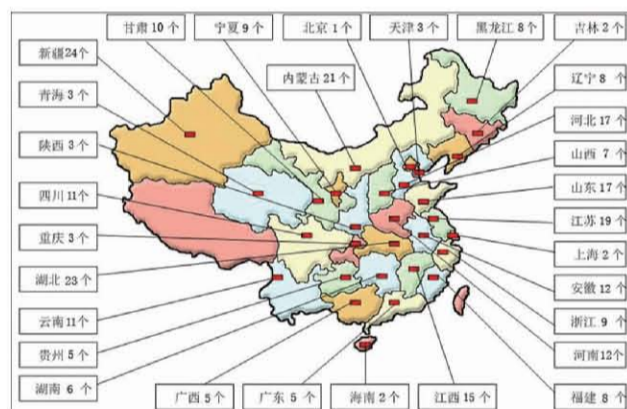 甘肃 10 个
宁夏 9 个
北京 1 个
天津 3 个
黑龙江 8 个
吉林 2 个
新疆24个
内蒙古 21 个
辽宁 8 个
青海 3 个
河北 17 个
陕西 3 个
山西 7 个
四川11个
山东 17 个
重庆 3 个
江苏 19 个
上海 2 个
湖北 23 个
安徽 12 个
云南11个
浙江 9 个
贵州 5 个
河南12个
湖南 6 个
广西 5 个
广东 5 个
海南 2个
江西 15 个
福建 8 个